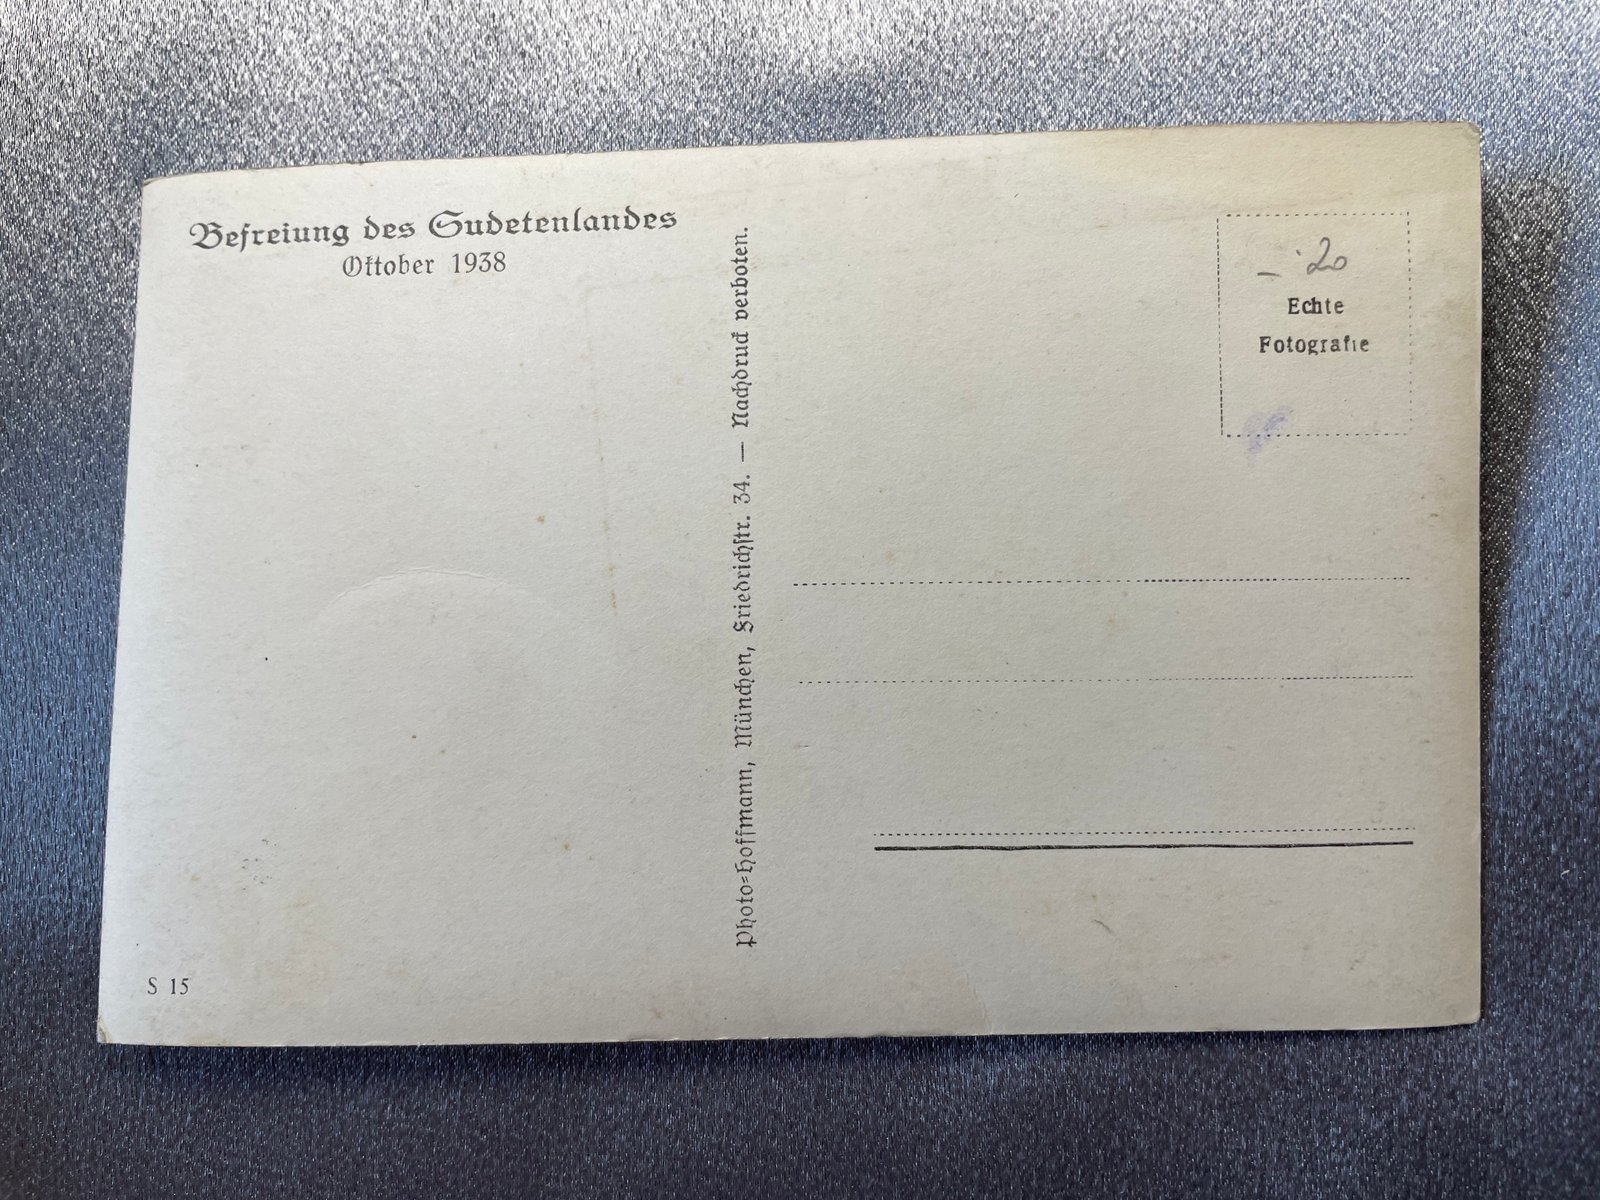 Befreiung des Sudetenlandes
Oktober 1938
Photo-Hoffmann, München, Friedrichstr. 34. — Nachdruck verboten.
- ·20
Echte
Fotografie
S 15